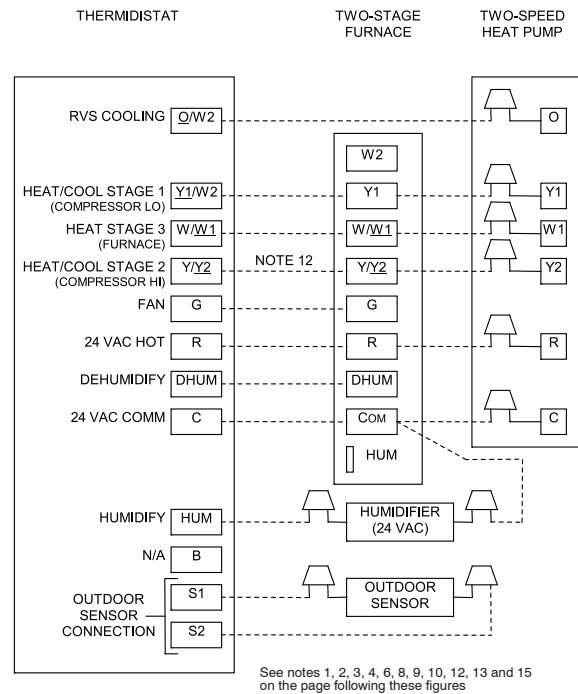 THERMIDISTAT
TWO-STAGE
FURNACE
TWO-SPEED
HEAT PUMP
RVS COOLING O/W2 O
W2
HEAT/COOL STAGE 1 Y1/W2 Y1 Y1
(COMPRESSOR LO)
HEAT STAGE 3 W/W1 W/W1 W1
(FURNACE)
HEAT/COOL STAGE 2 Y/Y2 NOTE 12 Y/Y2 Y2
(COMPRESSOR HI)
FAN G G
24 VAC HOT R R R
DEHUMIDIFY DHUM DHUM
24 VAC COMM C COM C
HUM
HUMIDIFY HUM HUMIDIFIER
(24 VAC)
N/A B
OUTDOOR
SENSOR
CONNECTION
S1
S2
OUTDOOR
SENSOR
See notes 1, 2, 3, 4, 6, 8, 9, 10, 12, 13 and 15
on the page following these figures